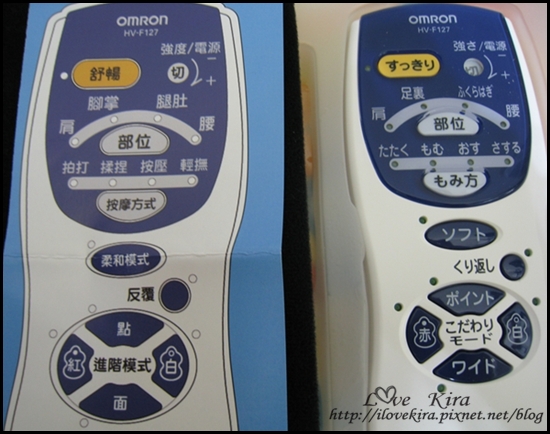 OMRON
HV-F127
強度/電源
舒暢
切
+
腳掌 腿肚
肩 部位 腰
拍打 揉捏 按壓 輕撫
按摩方式
柔和模式
反覆
點
紅 進階模式 白
面
OMRON
HV-F127
強さ/電源
すっきり
切
+
足裏 ふくらはぎ
肩 部位 腰
たたく もむ おす さする
もみ方
ソフト
くり返し
ポイント
赤 こだわり 白
モード
ワイド
Love Kira
http://ilovekira.pixnet.net/blog